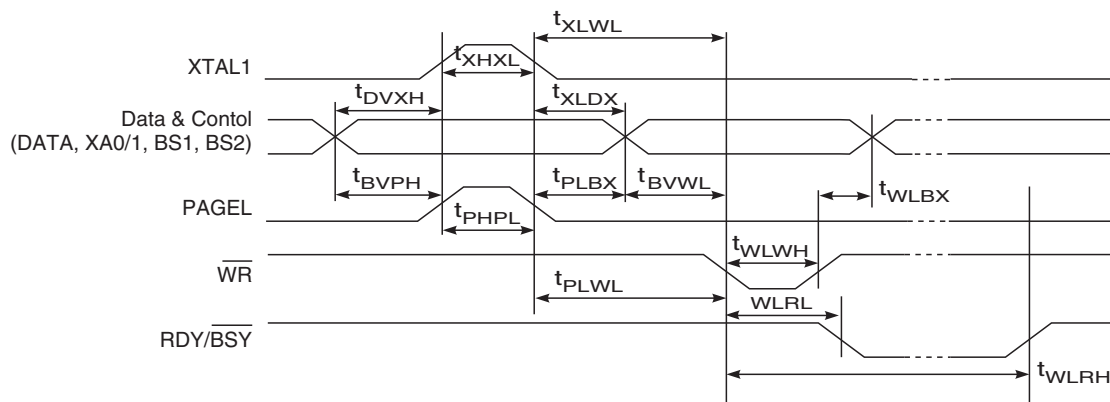 tXLWL
XTAL1
tXHXL
tDVXH
tXLDX
Data & Contol
(DATA, XA0/1, BS1, BS2)
tBVPH
tPLBX
tBVWL
tWLBX
PAGEL
tPHPL
tWLWH
WR
tPLWL
WLRL
RDY/BSY
tWLRH